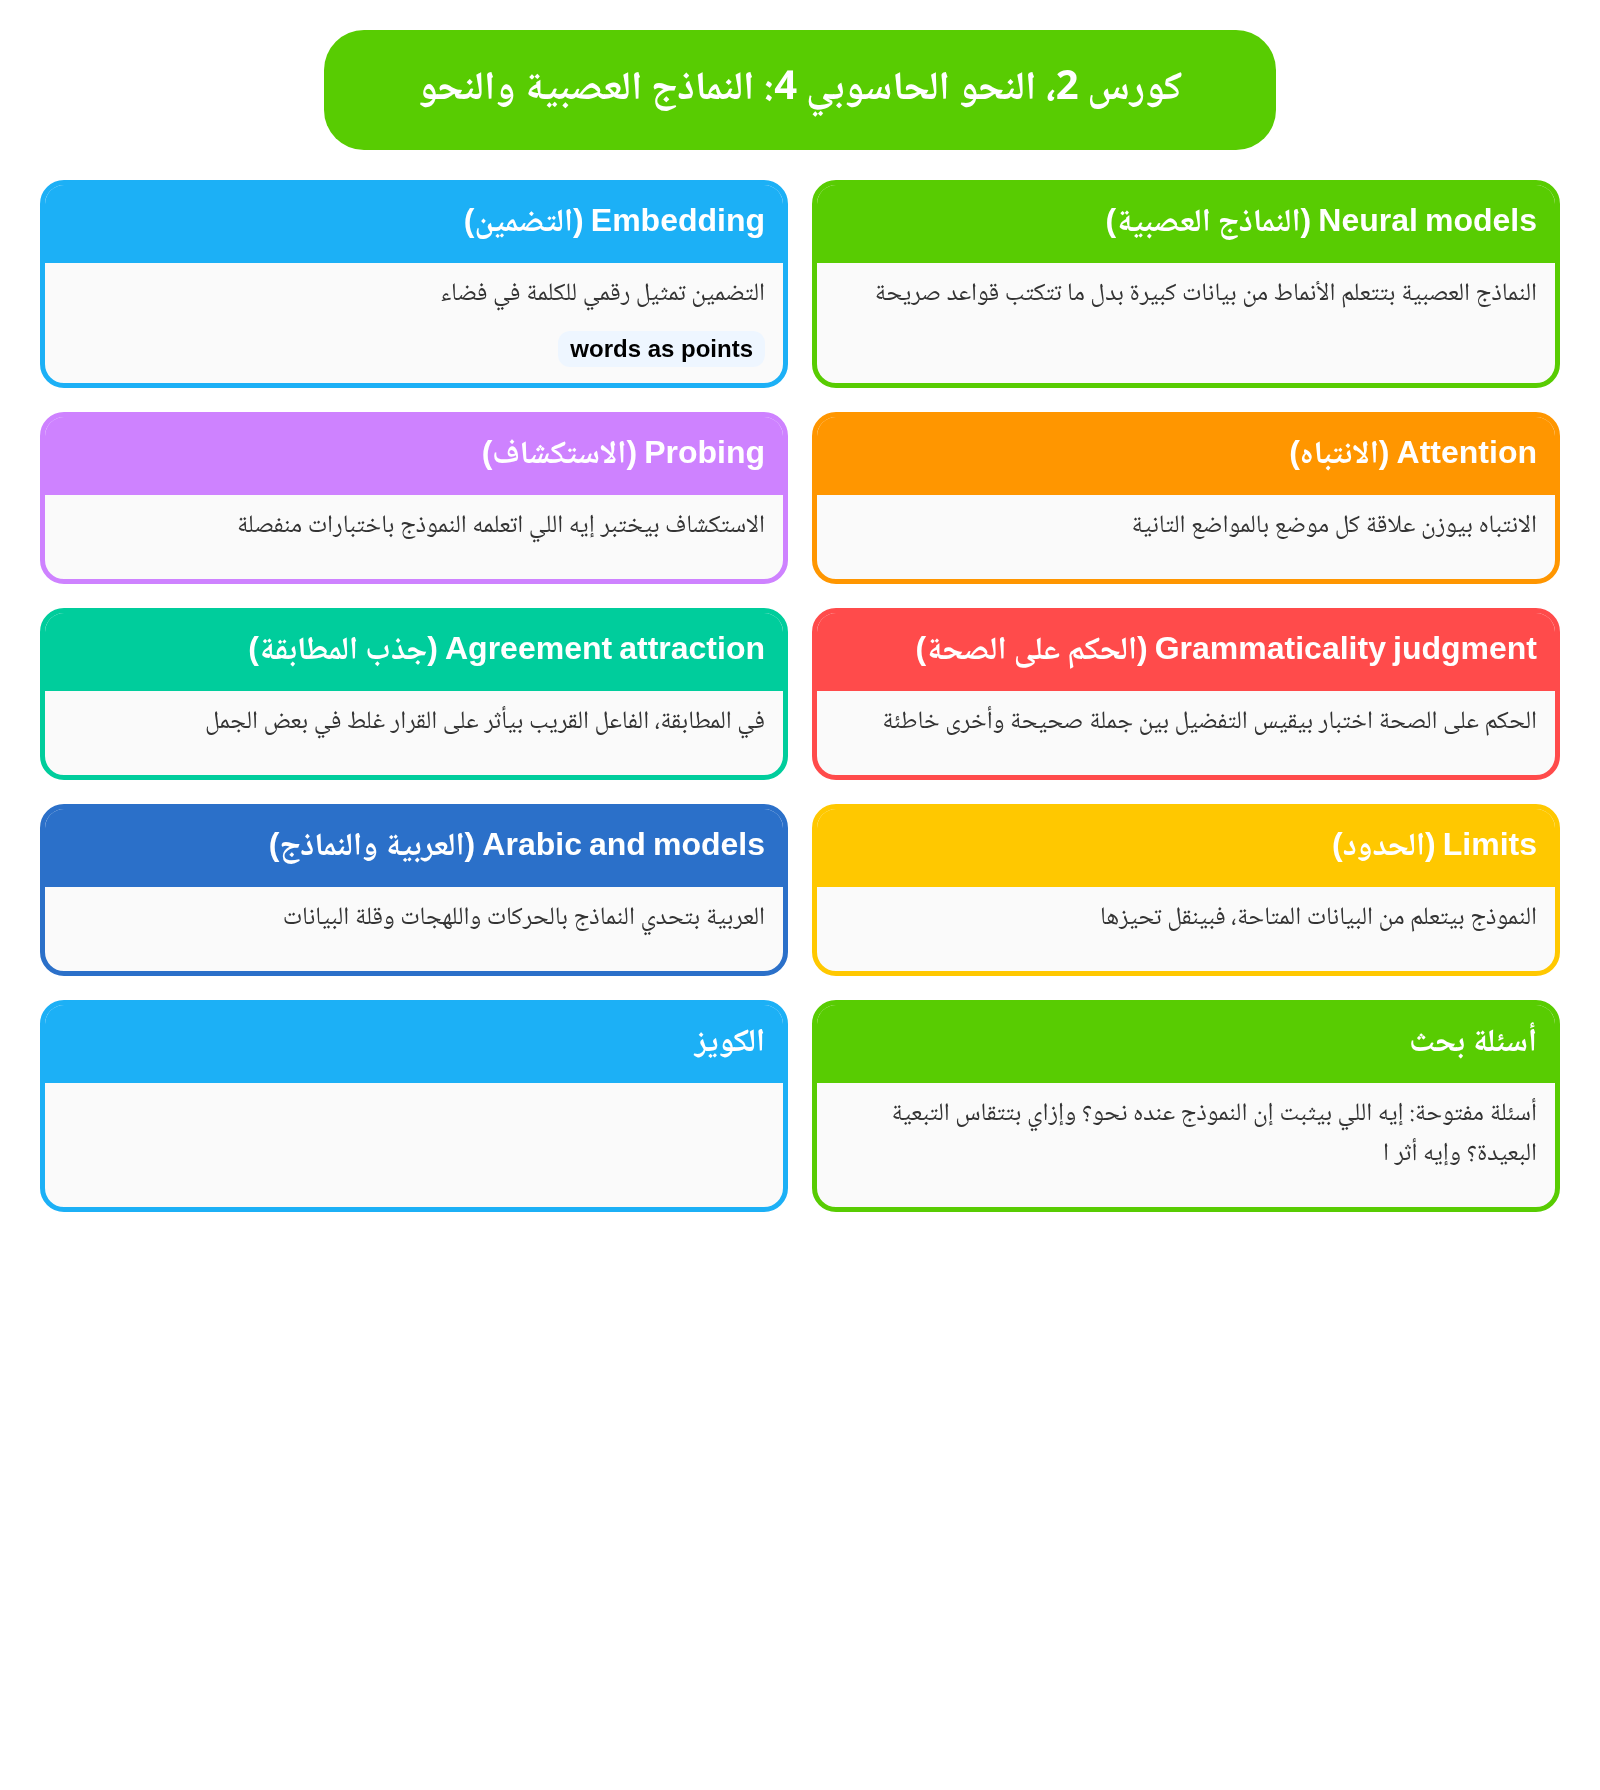 كورس 2، النحو الحاسوبي 4: النماذج العصبية والنحو
Neural models (النماذج العصبية)
النماذج العصبية بتتعلم الأنماط من بيانات كبيرة بدل ما تتكتب قواعد صريحة
Embedding (التضمين)
التضمين تمثيل رقمي للكلمة في فضاء
words as points
Attention (الانتباه)
الانتباه بيوزن علاقة كل موضع بالمواضع التانية
Probing (الاستكشاف)
الاستكشاف بيختبر إيه اللي اتعلمه النموذج باختبارات منفصلة
Grammaticality judgment (الحكم على الصحة)
الحكم على الصحة اختبار بيقيس التفضيل بين جملة صحيحة وأخرى خاطئة
Agreement attraction (جذب المطابقة)
في المطابقة، الفاعل القريب بيأثر على القرار غلط في بعض الجمل
Limits (الحدود)
النموذج بيتعلم من البيانات المتاحة، فبينقل تحيزها
Arabic and models (العربية والنماذج)
العربية بتحدي النماذج بالحركات واللهجات وقلة البيانات
أسئلة بحث
أسئلة مفتوحة: إيه اللي بيثبت إن النموذج عنده نحو؟ وإزاي بتتقاس التبعية
البعيدة؟ وإيه أثر ا
الكويز